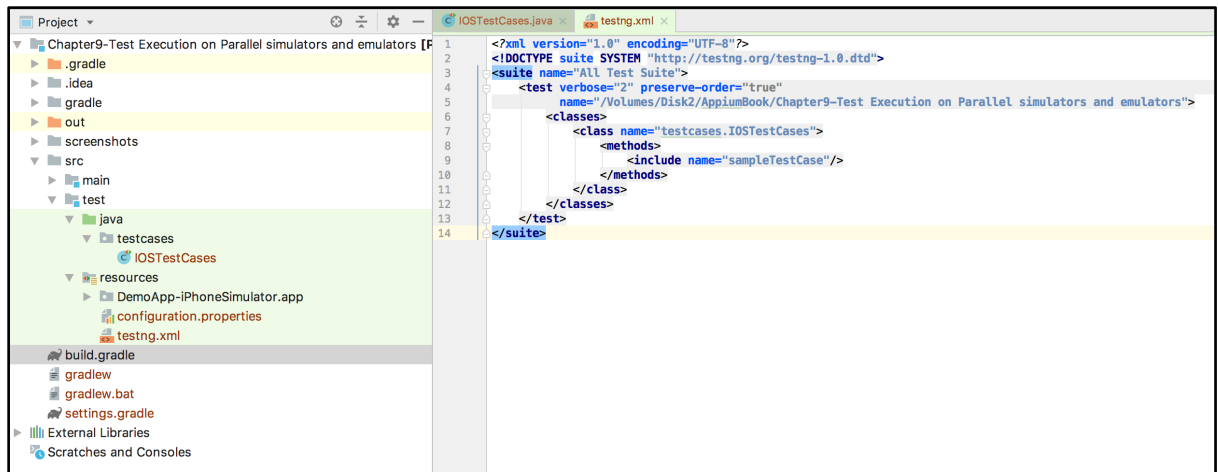 Project
Chapter9-Test Execution on Parallel simulators and emulators [P
.gradle
.idea
gradle
out
screenshots
src
main
test
java
testcases
IOSTestCases
resources
DemoApp-iPhoneSimulator.app
configuration.properties
testng.xml
build.gradle
gradlew
gradlew.bat
settings.gradle
External Libraries
Scratches and Consoles
IOSTestCases.java testng.xml
1 <?xml version="1.0" encoding="UTF-8"?>
2 <!DOCTYPE suite SYSTEM "http://testng.org/testng-1.0.dtd">
3 <suite name="All Test Suite">
4 <test verbose="2" preserve-order="true"
5 name="/Volumes/Disk2/AppiumBook/Chapter9-Test Execution on Parallel simulators and emulators">
6 <classes>
7 <class name="testcases.IOSTestCases">
8 <methods>
9 <include name="sampleTestCase"/>
10 </methods>
11 </class>
12 </classes>
13 </test>
14 </suite>